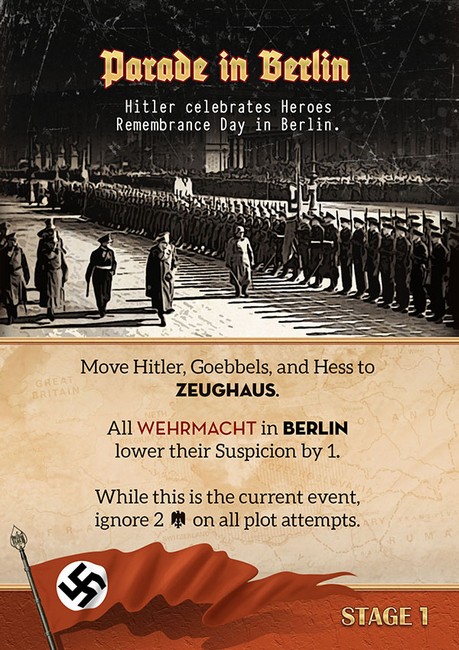 Parade in Berlin
Hitler celebrates Heroes
Remembrance Day in Berlin.
GREAT
BRITAIN
Move Hitler, Goebbels, and Hess to
ZEUGHAUS.
All WEHRMACHT in BERLIN
lower their Suspicion by 1.
While this is the current event,
ignore 2 on all plot attempts.
STAGE 1